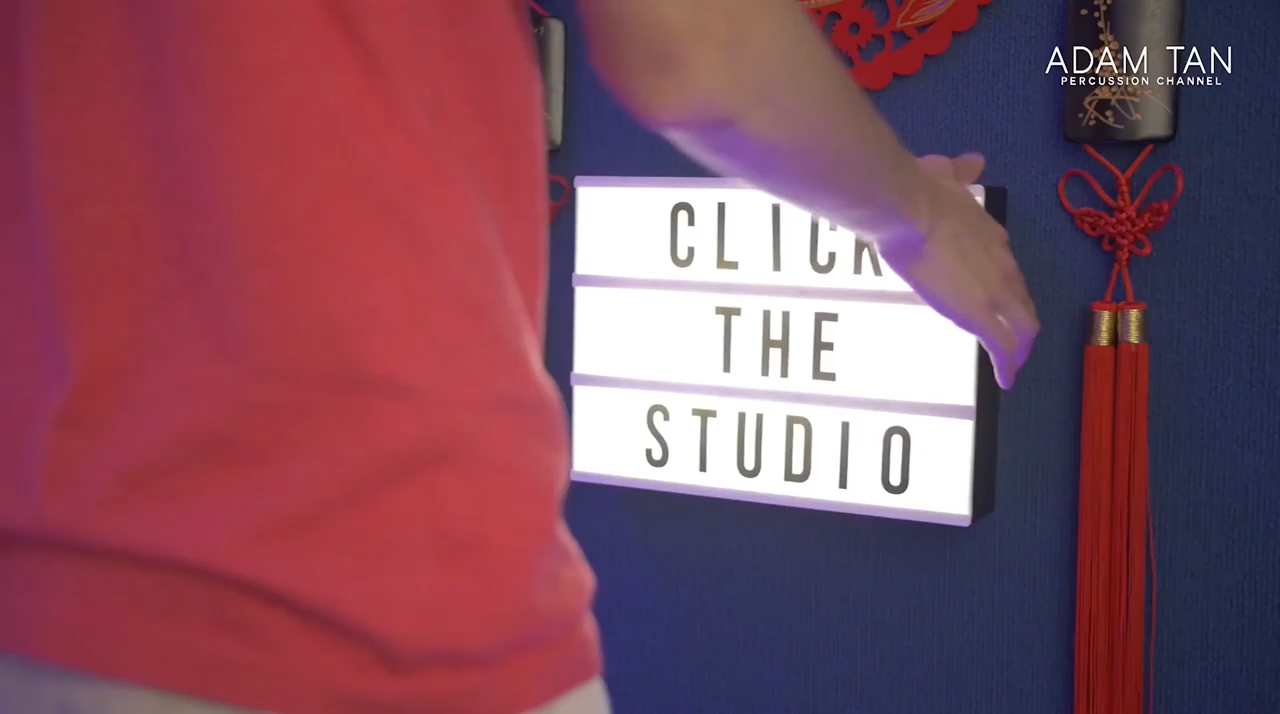 ADAM TAN
PERCUSSION CHANNEL
CLICK
THE
STUDIO